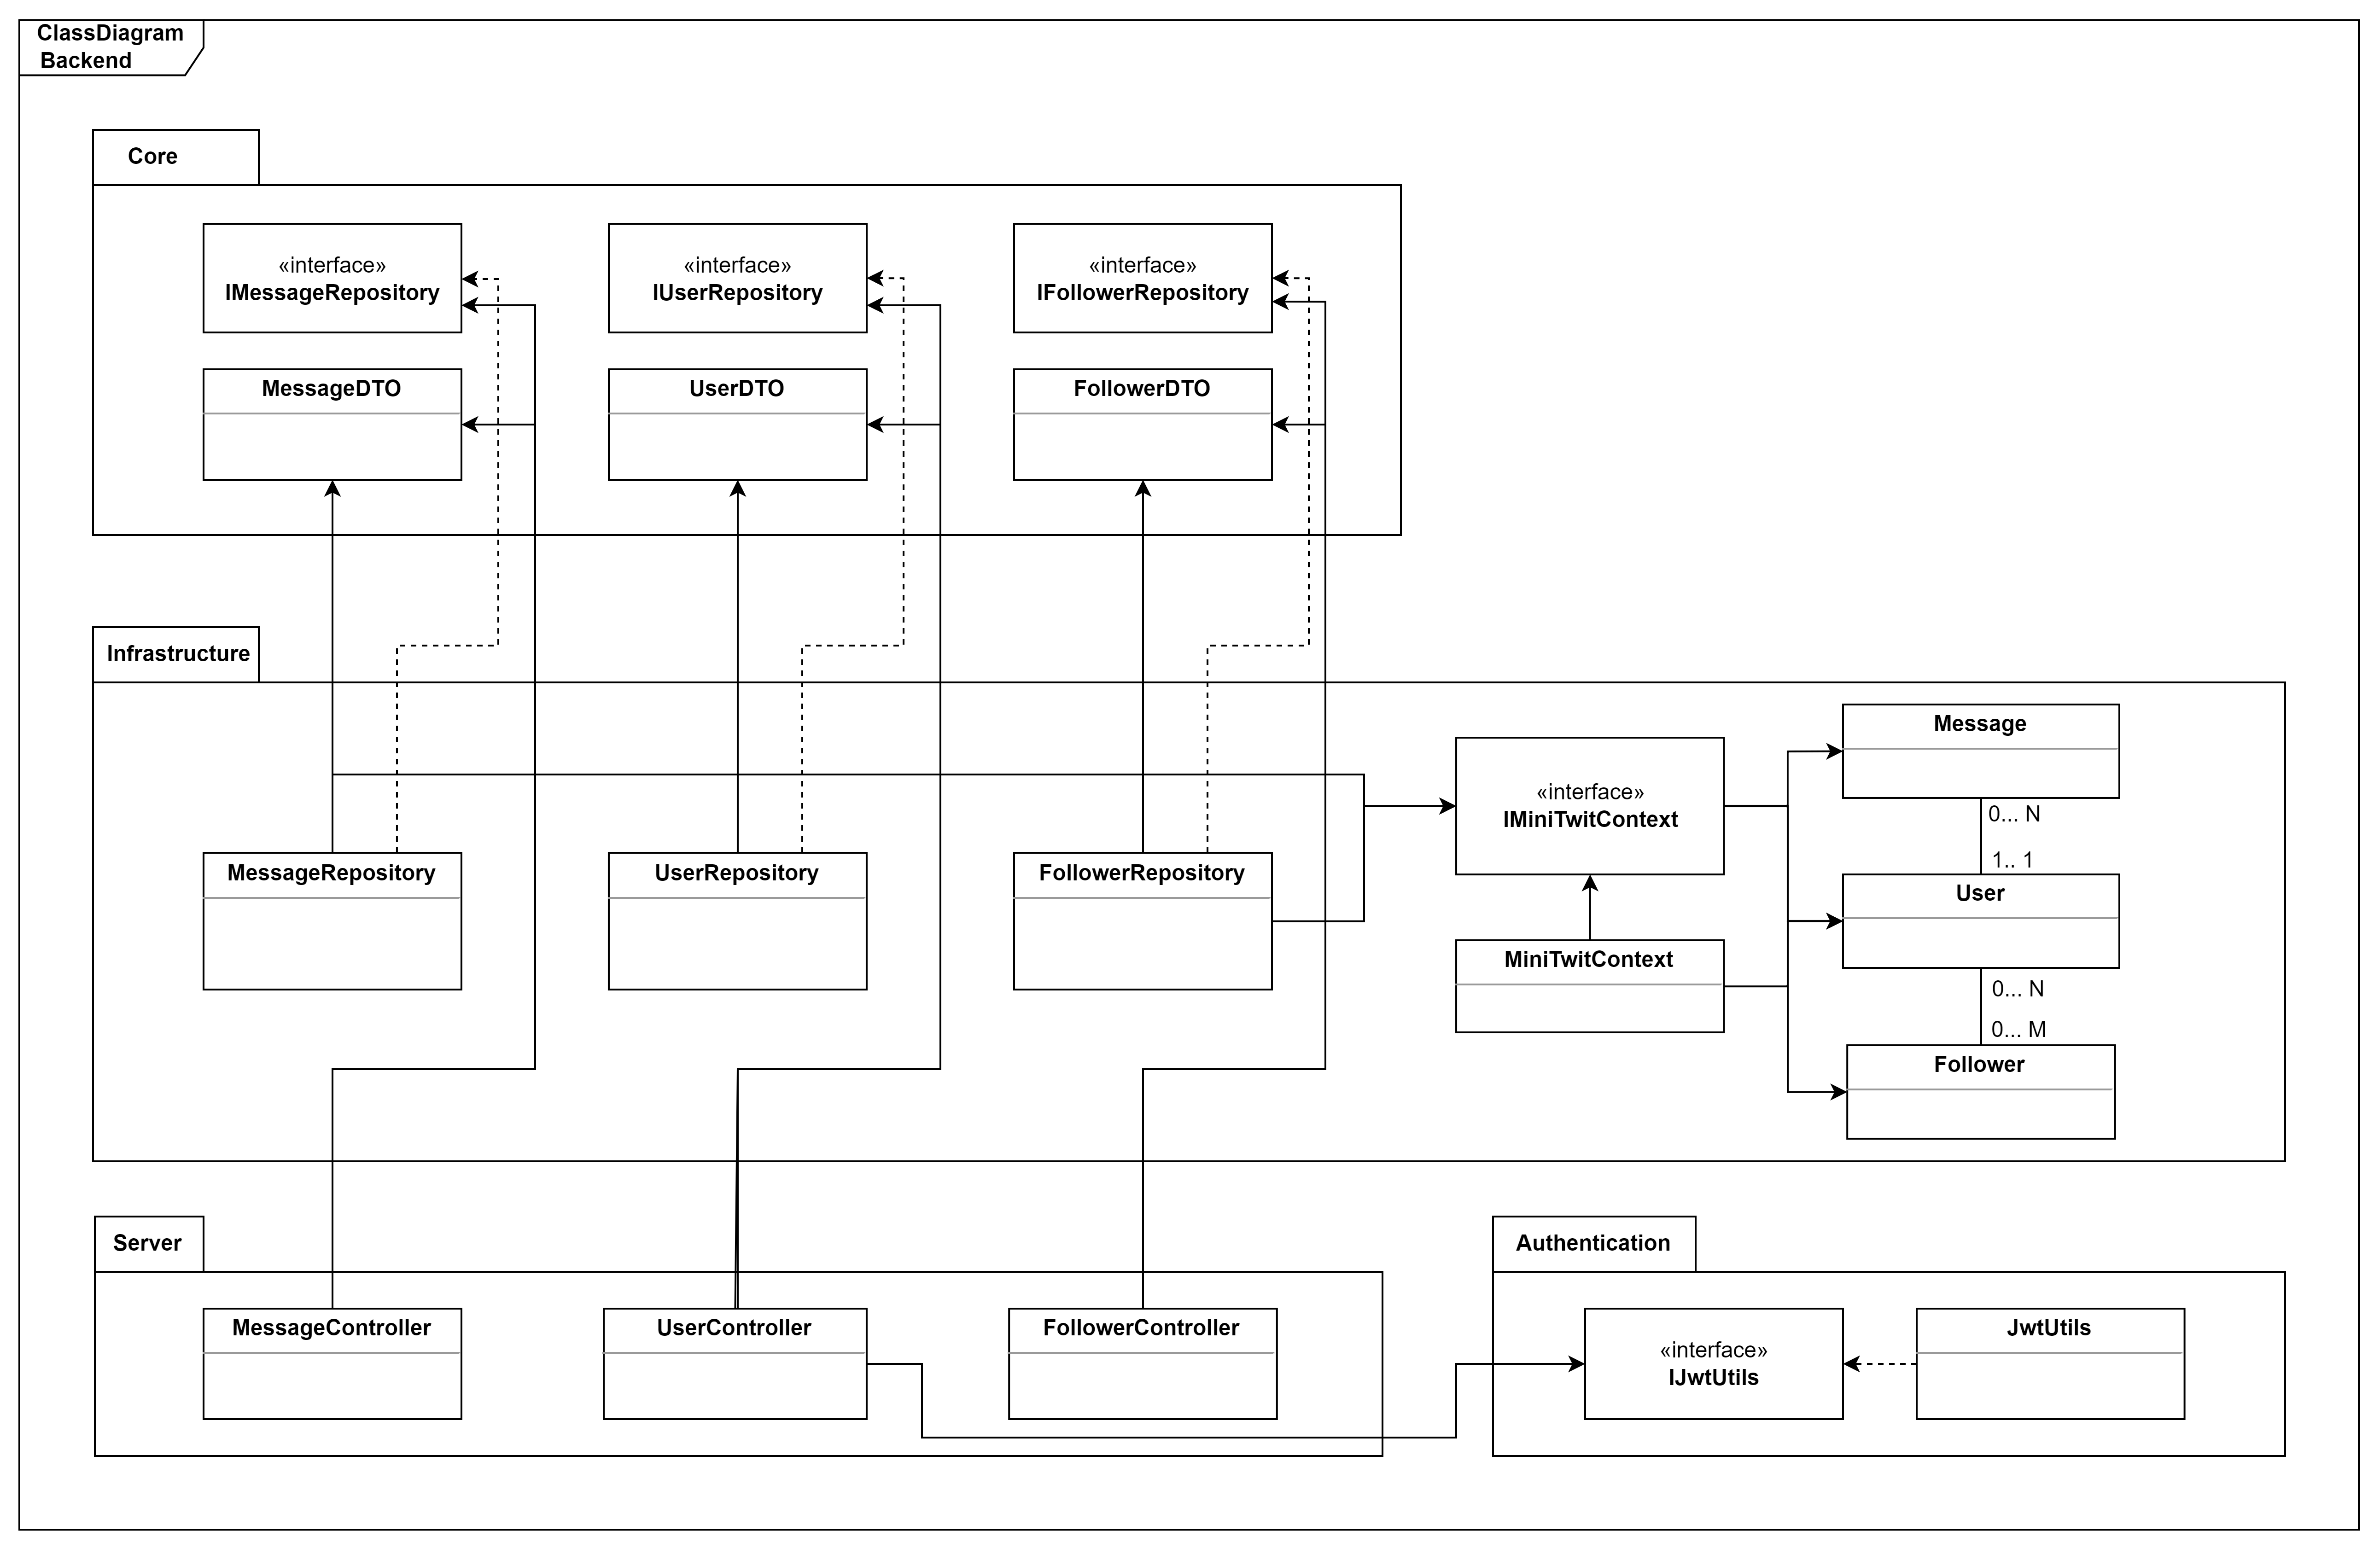 ClassDiagram
Backend
Core
«interface»
IMessageRepository
«interface»
IUserRepository
«interface»
IFollowerRepository
MessageDTO
UserDTO
FollowerDTO
Infrastructure
Message
«interface»
IMiniTwitContext
0... N
1.. 1
MessageRepository
UserRepository
FollowerRepository
User
MiniTwitContext
0... N
0... M
Follower
Server
Authentication
MessageController
UserController
FollowerController
«interface»
IJwtUtils
JwtUtils